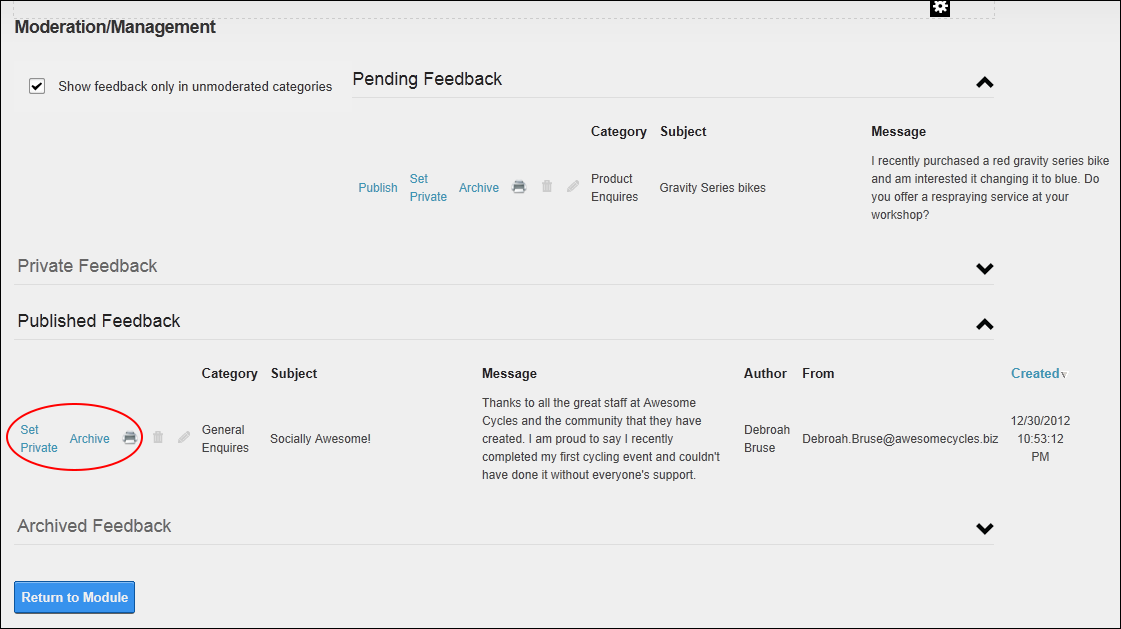 Moderation/Management
Show feedback only in unmoderated categories
Pending Feedback
Category Subject Message
Publish Set Private Archive Product Enquires Gravity Series bikes
I recently purchased a red gravity series bike
and am interested it changing it to blue. Do
you offer a respraying service at your
workshop?
Private Feedback
Published Feedback
Category Subject Message Author From Created
Set Private Archive General Enquires Socially Awesome!
Thanks to all the great staff at Awesome
Cycles and the community that they have
created. I am proud to say I recently
completed my first cycling event and couldn't
have done it without everyone's support.
Debroah Bruse
Debroah.Bruse@awesomecycles.biz
12/30/2012
10:53:12
PM
Archived Feedback
Return to Module